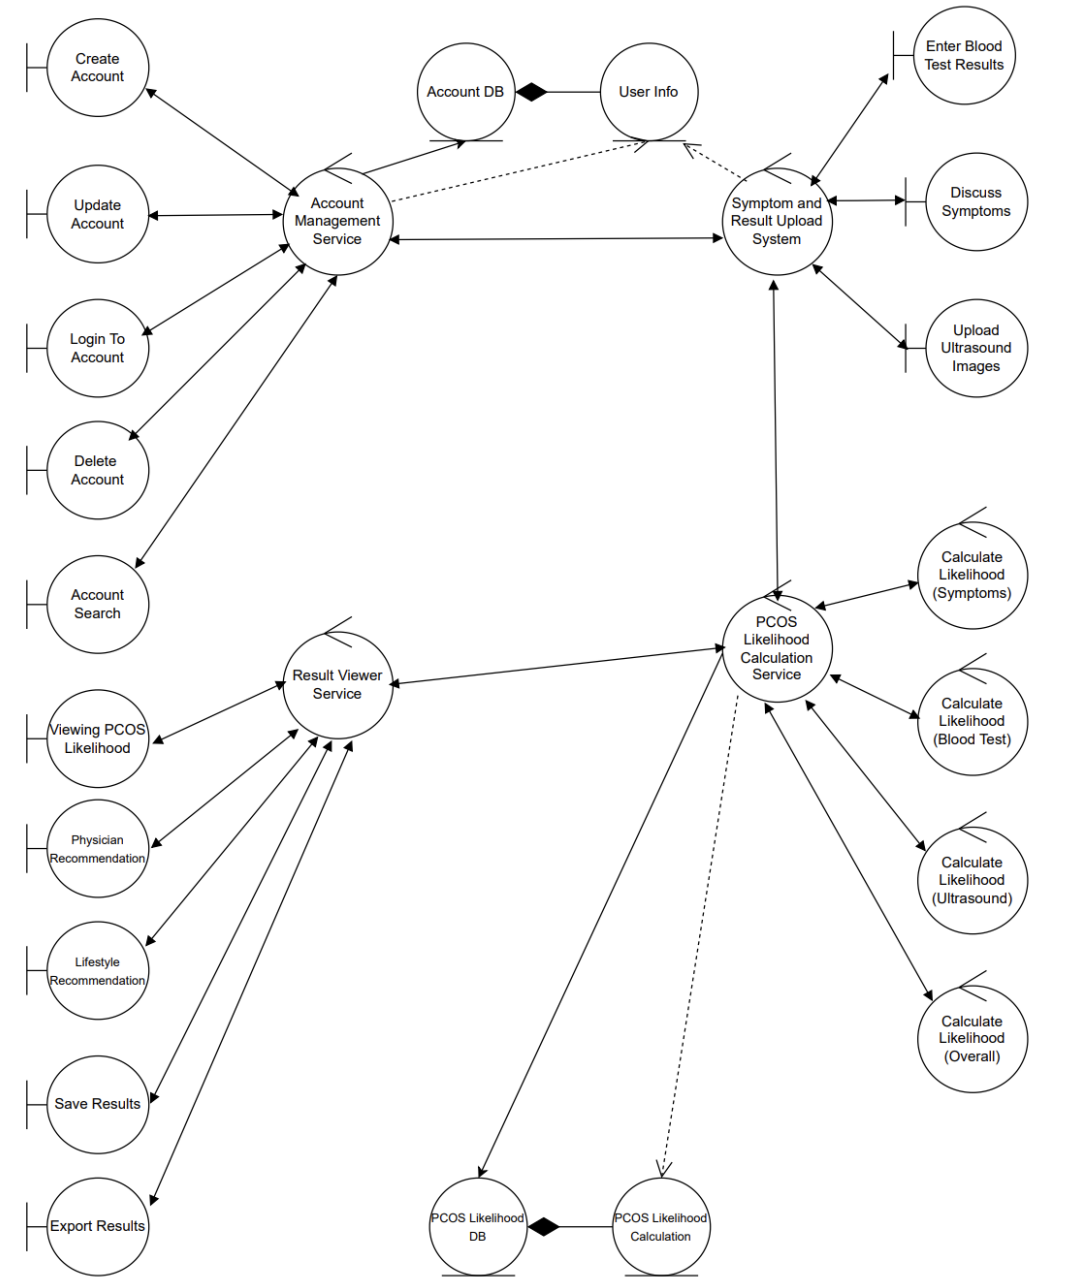 Create
Account
Account DB
User Info
Enter Blood
Test Results
Update
Account
Account
Management
Service
Symptom and
Result Upload
System
Discuss
Symptoms
Login To
Account
Upload
Ultrasound
Images
Delete
Account
Account
Search
Calculate
Likelihood
(Symptoms)
PCOS
Likelihood
Calculation
Service
Result Viewer
Service
Viewing PCOS
Likelihood
Calculate
Likelihood
(Blood Test)
Physician
Recommendation
Calculate
Likelihood
(Ultrasound)
Lifestyle
Recommendation
Calculate
Likelihood
(Overall)
Save Results
Export Results
PCOS Likelihood
DB
PCOS Likelihood
Calculation